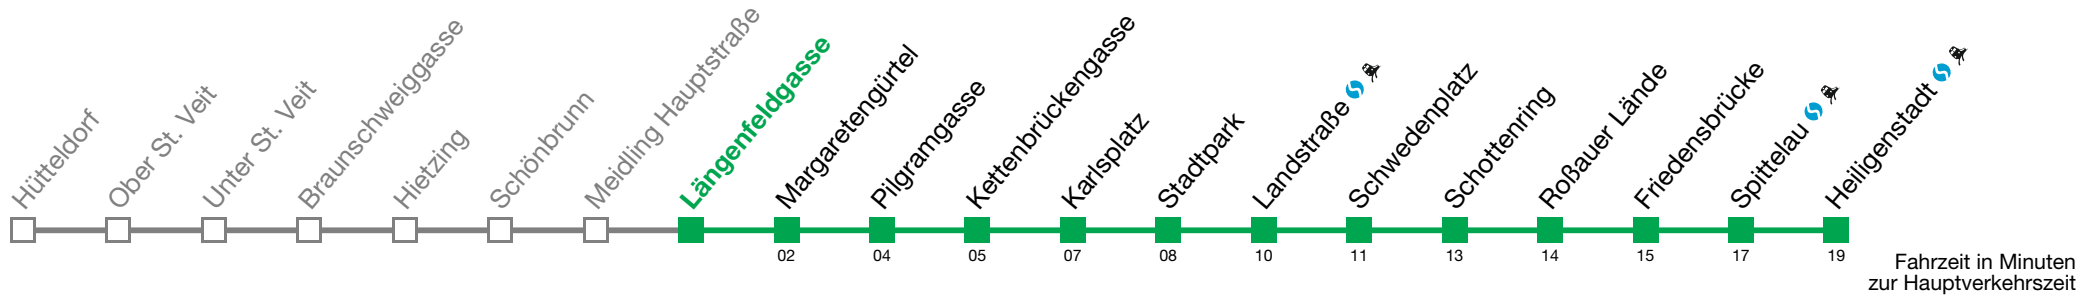 Hütteldorf
Ober St. Veit
Unter St. Veit
Braunschweiggasse
Hietzing
Schönbrunn
Meidling Hauptstraße
Längenfeldgasse
Margaretengürtel
Pilgramgasse
Kettenbrückengasse
Karlsplatz
Stadtpark
Landstraße
Schwedenplatz
Schottenring
Roßauer Lände
Friedensbrücke
Spittelau
Heiligenstadt
02 04 05 07 08 10 11 13 14 15 17 19
Fahrzeit in Minuten
zur Hauptverkehrszeit